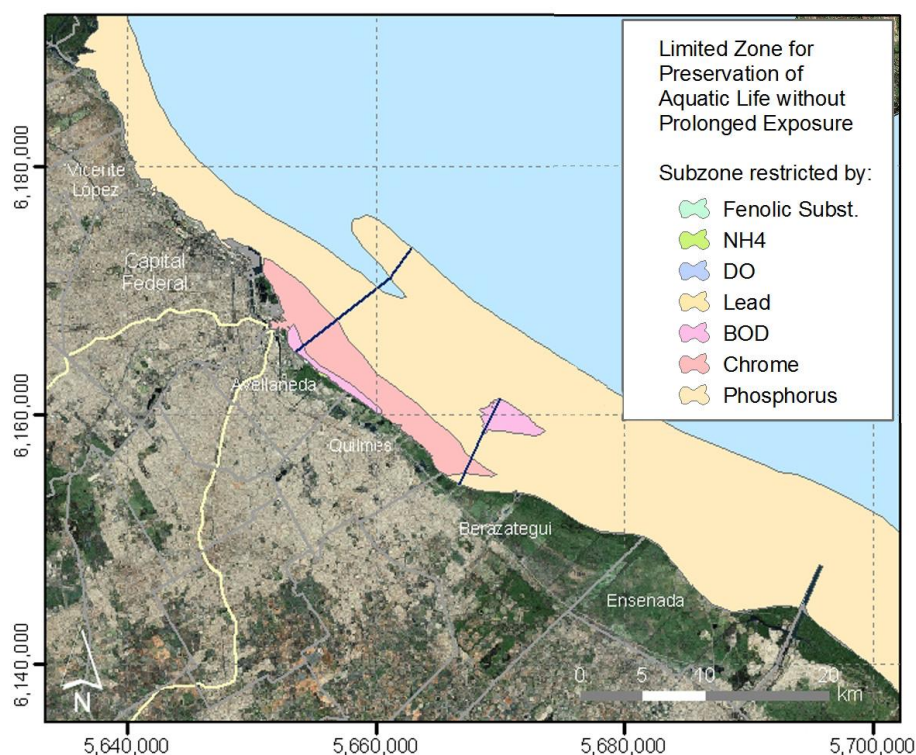 Limited Zone for
Preservation of
Aquatic Life without
Prolonged Exposure
Subzone restricted by:
Fenolic Subst.
NH4
DO
Lead
BOD
Chrome
Phosphorus
6,180,000
6,160,000
6,140,000
Vicente
López
Capital
Federal
Avellaneda
Quilmes
Berazategui
Ensenada
0 5 10 20
km
N
5,640,000 5,660,000 5,680,000 5,700,000